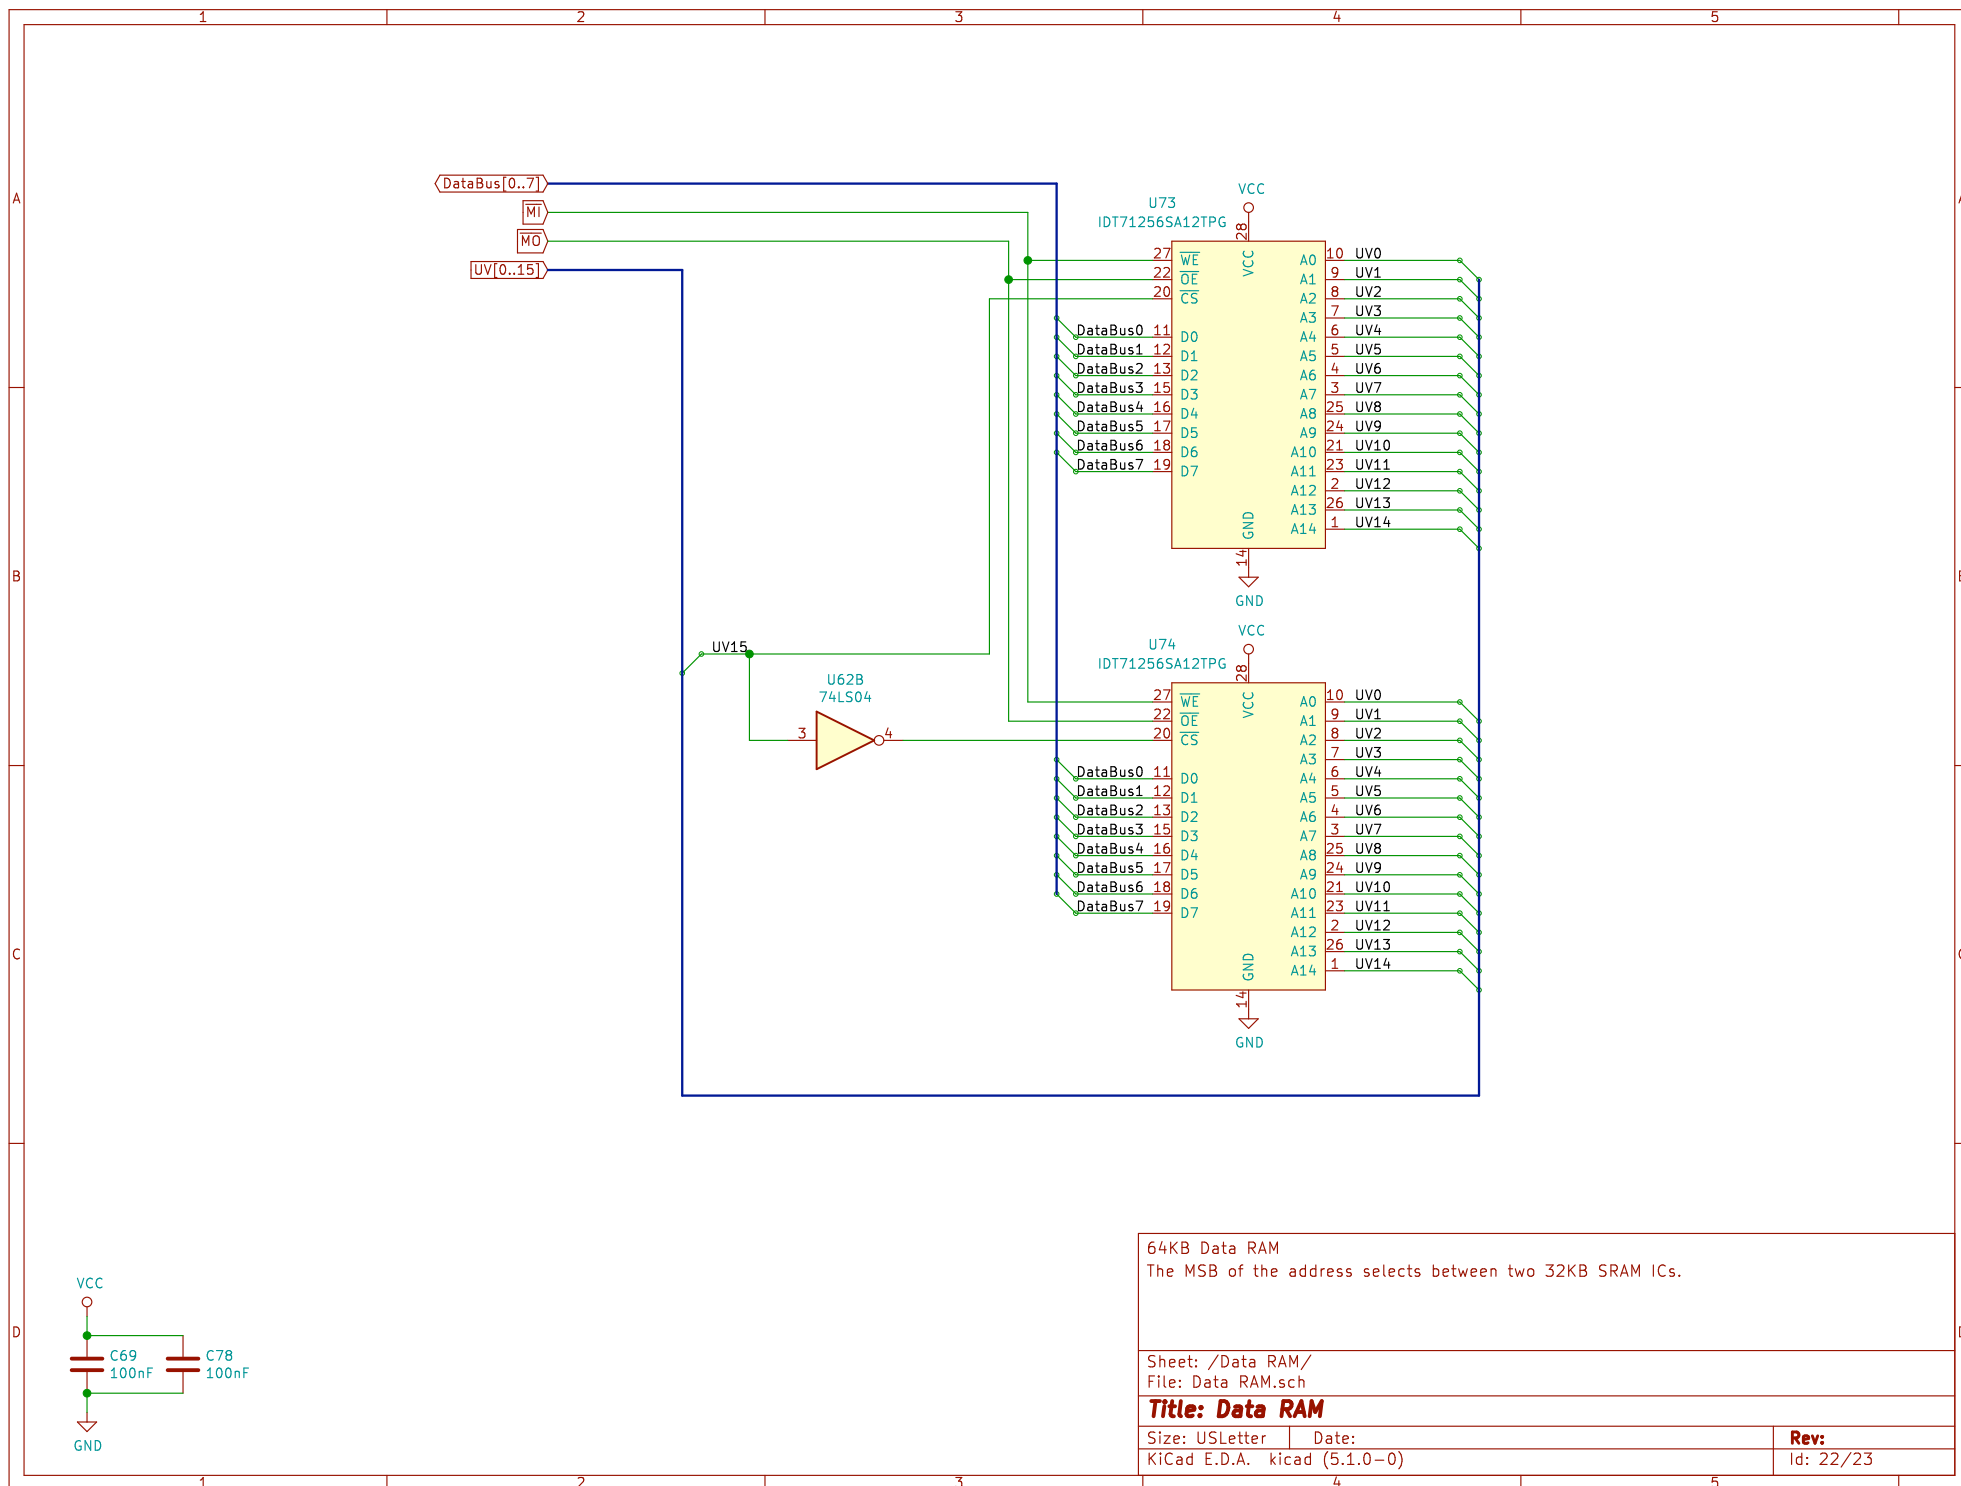 1 2 3 4 5
A
B
C
D
DataBus[0..7]
MI
MO
UV[0..15]
U73
IDT71256SA12TPG
VCC
28
VCC
27 WE
22 OE
20 CS
DataBus0 11 D0
DataBus1 12 D1
DataBus2 13 D2
DataBus3 15 D3
DataBus4 16 D4
DataBus5 17 D5
DataBus6 18 D6
DataBus7 19 D7
A0 10 UV0
A1 9 UV1
A2 8 UV2
A3 7 UV3
A4 6 UV4
A5 5 UV5
A6 4 UV6
A7 3 UV7
A8 25 UV8
A9 24 UV9
A10 21 UV10
A11 23 UV11
A12 2 UV12
A13 26 UV13
A14 1 UV14
GND
14
GND
UV15
U62B
74LS04
3 4
U74
IDT71256SA12TPG
VCC
28
VCC
27 WE
22 OE
20 CS
DataBus0 11 D0
DataBus1 12 D1
DataBus2 13 D2
DataBus3 15 D3
DataBus4 16 D4
DataBus5 17 D5
DataBus6 18 D6
DataBus7 19 D7
A0 10 UV0
A1 9 UV1
A2 8 UV2
A3 7 UV3
A4 6 UV4
A5 5 UV5
A6 4 UV6
A7 3 UV7
A8 25 UV8
A9 24 UV9
A10 21 UV10
A11 23 UV11
A12 2 UV12
A13 26 UV13
A14 1 UV14
GND
14
GND
VCC
C69
100nF
C78
100nF
GND
64KB Data RAM
The MSB of the address selects between two 32KB SRAM ICs.
Sheet: /Data RAM/
File: Data RAM.sch
Title: Data RAM
Size: USLetter Date: Rev:
KiCad E.D.A. kicad (5.1.0-0) Id: 22/23
1 2 3 4 5